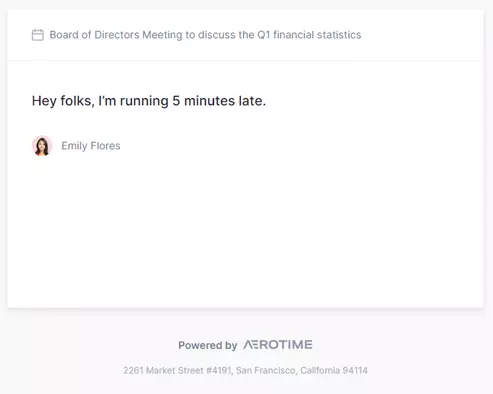 Board of Directors Meeting to discuss the Q1 financial statistics
Hey folks, I'm running 5 minutes late.
Emily Flores
Powered by AEROTIME
2261 Market Street #4191, San Francisco, California 94114